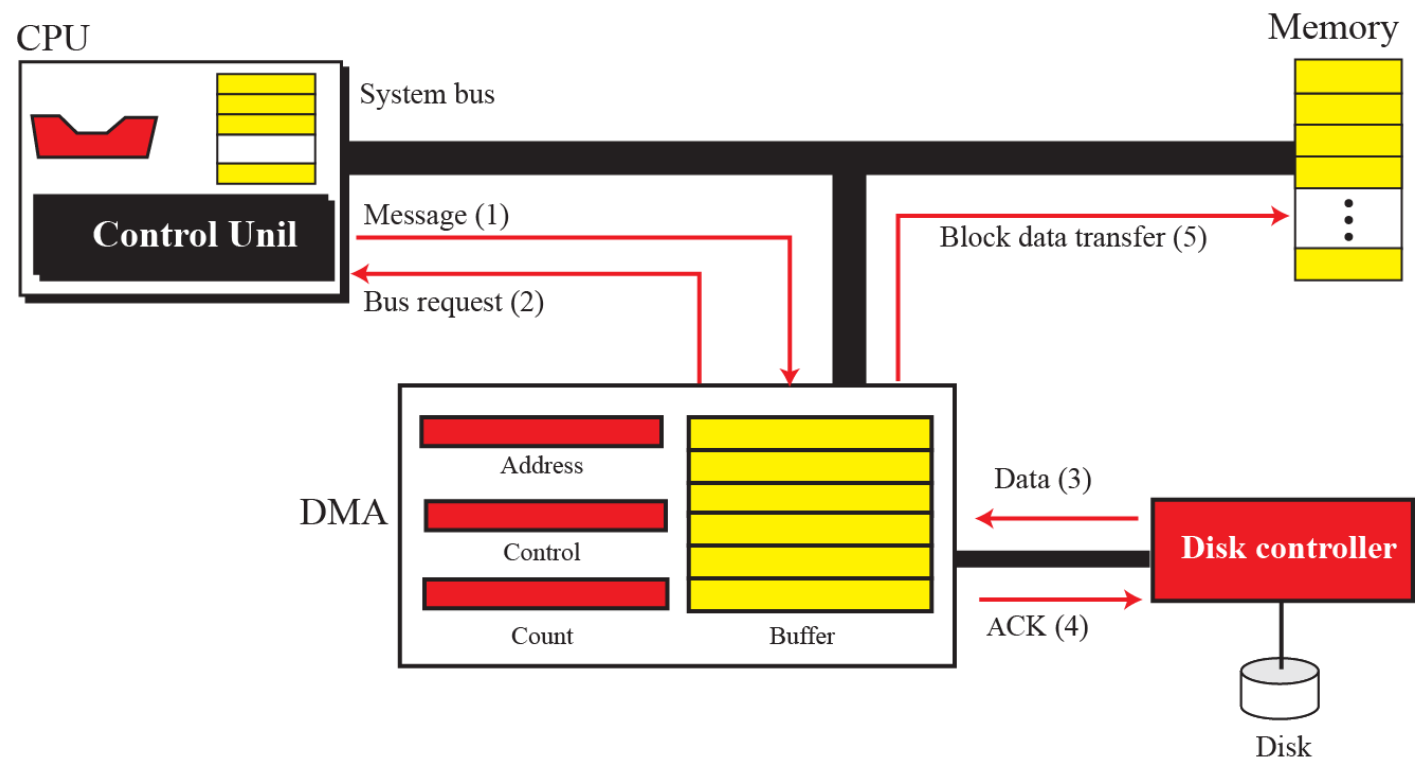 CPU
Memory
System bus
Control Unil
Message (1)
Block data transfer (5)
Bus request (2)
Address
DMA
Control
Count
Buffer
Data (3)
Disk controller
ACK (4)
Disk